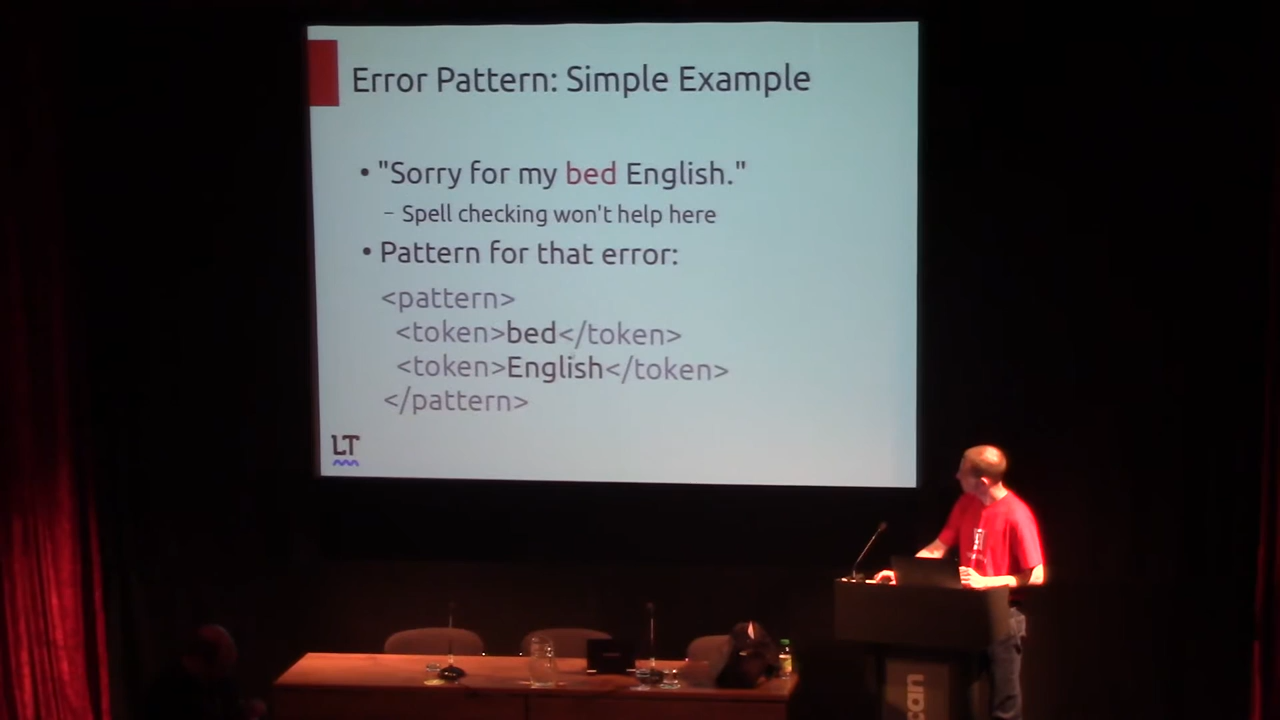 Error Pattern: Simple Example
• "Sorry for my bed English."
– Spell checking won't help here
• Pattern for that error:
<pattern>
<token>bed</token>
<token>English</token>
</pattern>
LT
can